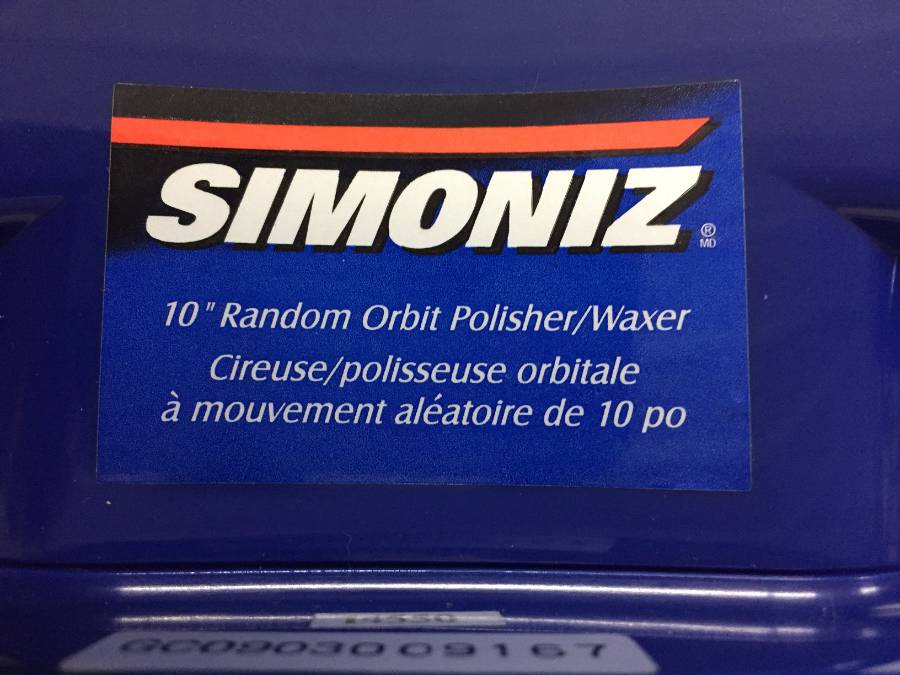 SIMONIZ
® MD
10" Random Orbit Polisher/Waxer
Cireuse/polisseuse orbitale
à mouvement aléatoire de 10 po
GC0903009167